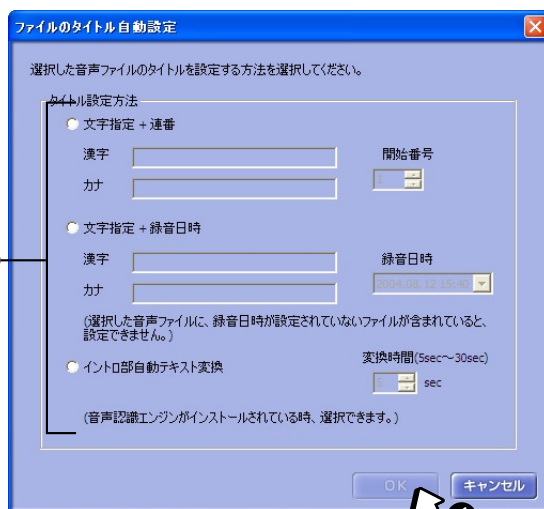 ファイルのタイトル自動設定
選択した音声ファイルのタイトルを設定する方法を選択してください。
タイトル設定方法
文字指定 + 連番
漢字
開始番号
カナ
1
文字指定 + 録音日時
漢字
録音日時
カナ
2004.08.12 15:40
(選択した音声ファイルに、録音日時が設定されていないファイルが含まれていると、
設定できません。)
イントロ部自動テキスト変換
変換時間(5sec～30sec)
5 sec
(音声認識エンジンがインストールされている時、選択できます。)
OK キャンセル